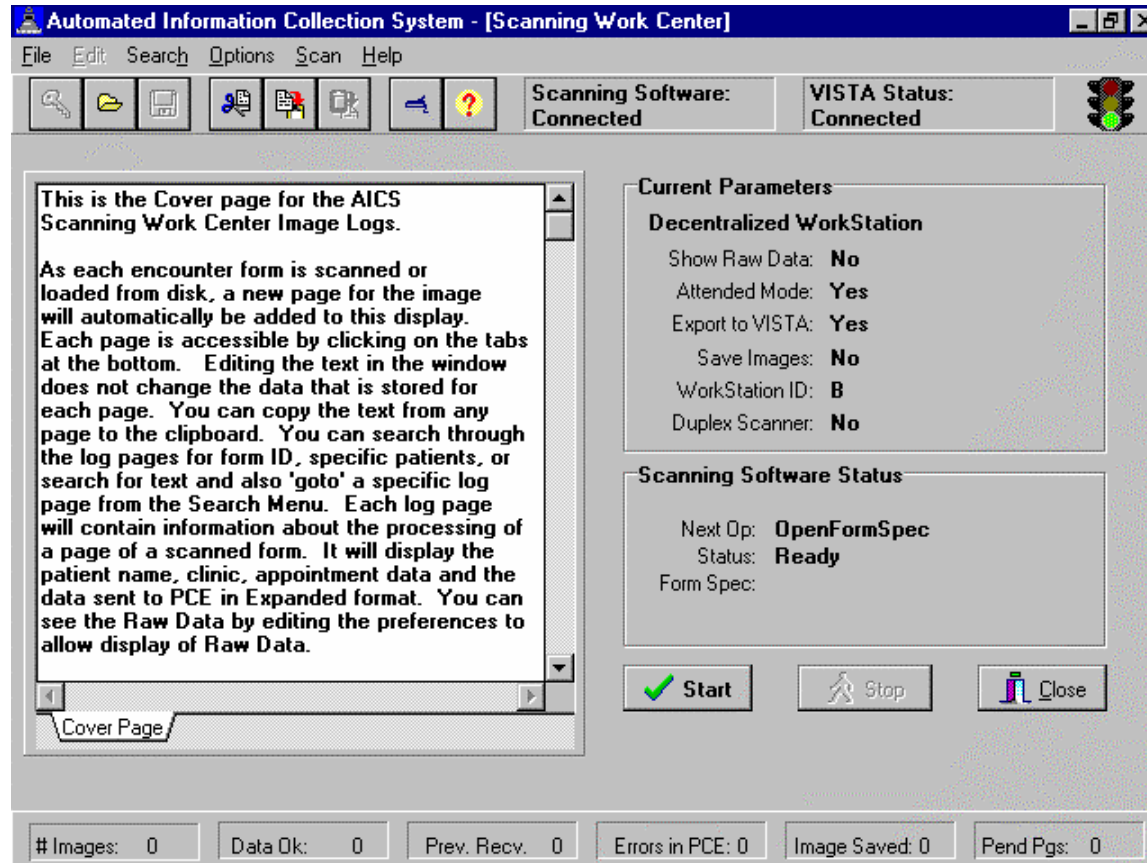 Automated Information Collection System - [Scanning Work Center]
File Edit Search Options Scan Help
Scanning Software:
Connected
VISTA Status:
Connected
This is the Cover page for the AICS
Scanning Work Center Image Logs.
As each encounter form is scanned or
loaded from disk, a new page for the image
will automatically be added to this display.
Each page is accessible by clicking on the tabs
at the bottom.   Editing the text in the window
does not change the data that is stored for
each page.  You can copy the text from any
page to the clipboard.  You can search through
the log pages for form ID, specific patients, or
search for text and also 'goto' a specific log
page from the Search Menu.  Each log page
will contain information about the processing of
a page of a scanned form.  It will display the
patient name, clinic, appointment data and the
data sent to PCE in Expanded format.  You can
see the Raw Data by editing the preferences to
allow display of Raw Data.
Cover Page
Current Parameters
Decentralized WorkStation
Show Raw Data: No
Attended Mode: Yes
Export to VISTA: Yes
Save Images: No
WorkStation ID: B
Duplex Scanner: No
Scanning Software Status
Next Op: OpenFormSpec
Status: Ready
Form Spec:
Start Stop Close
# Images: 0 Data Ok: 0 Prev. Recv. 0 Errors in PCE: 0 Image Saved: 0 Pend Pgs: 0